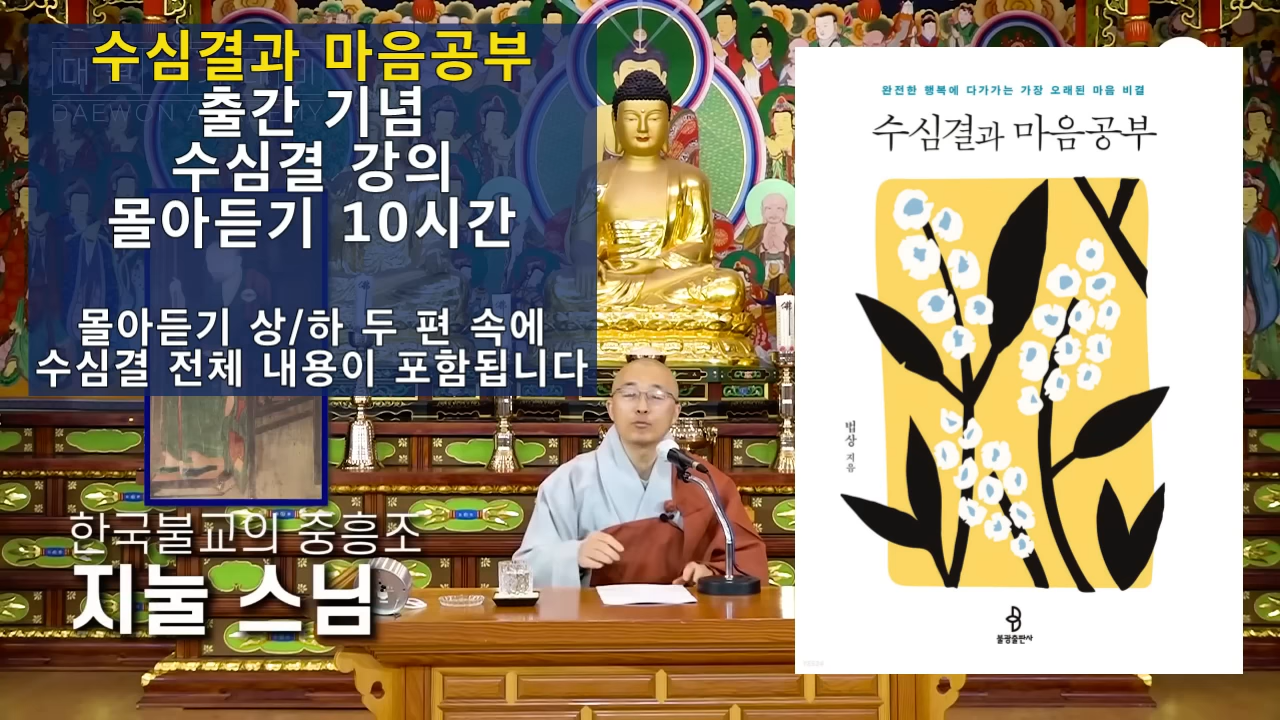 수심결과 마음공부
출간 기념
수심결 강의
몰아듣기 10시간
몰아듣기 상/하 두 편 속에
수심결 전체 내용이 포함됩니다
DAEWON ACADEMY
한국불교의 중흥조
지눌 스님
완전한 행복에 다가가는 가장 오래된 마음 비결
수심결과 마음공부
법상 지음
불광출판사